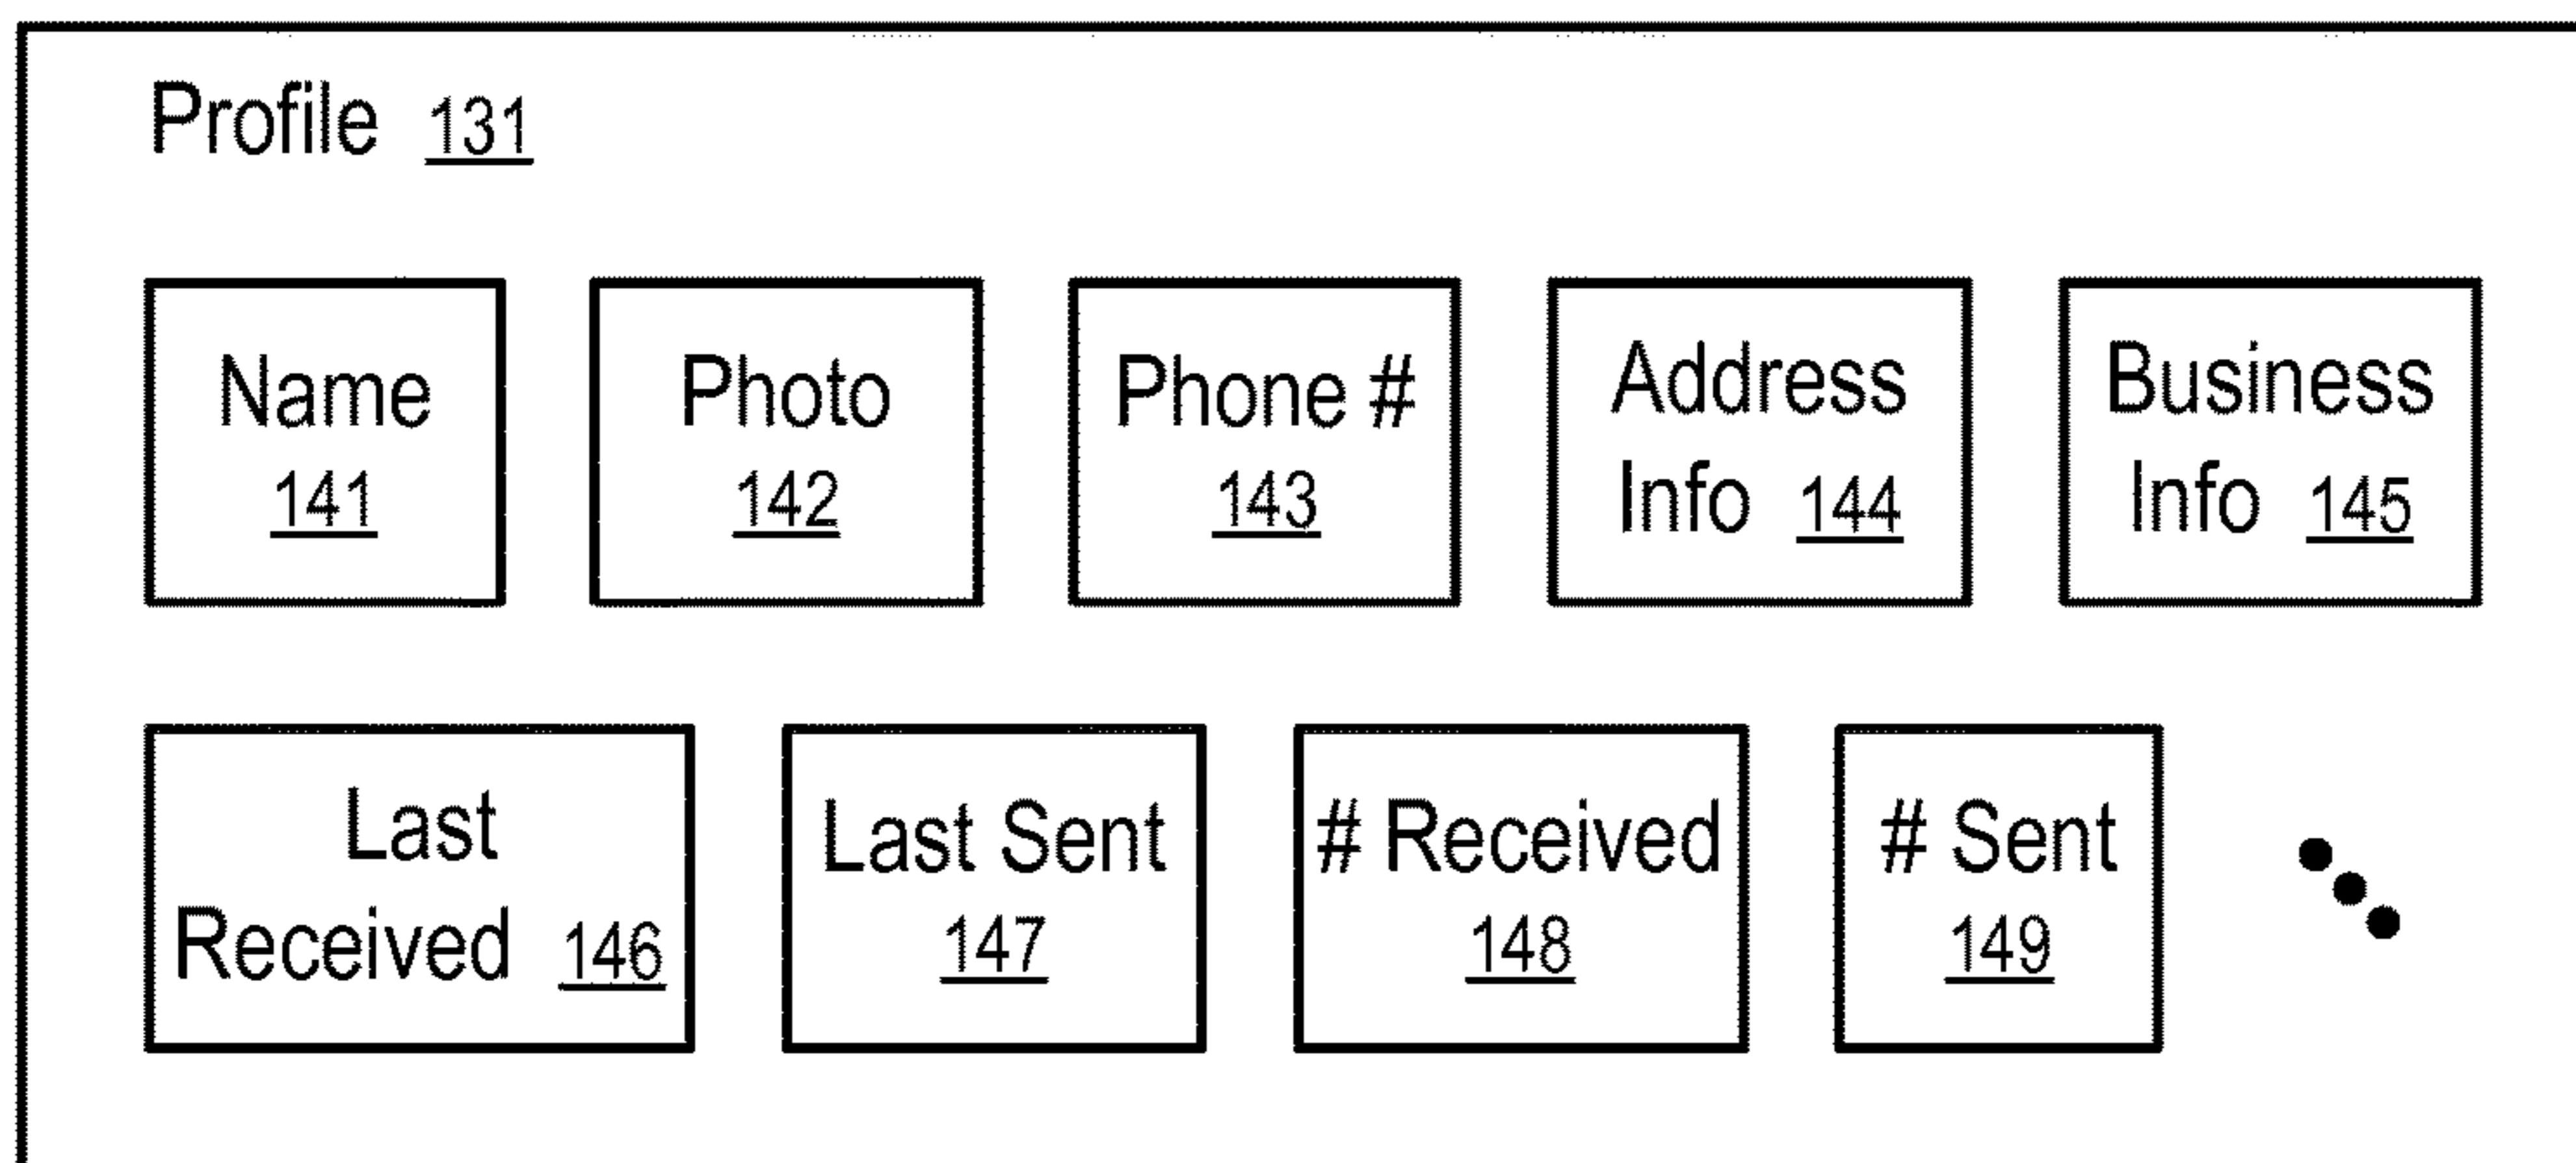 Profile 131
Name
141
Photo
142
Phone #
143
Address
Info 144
Business
Info 145
Last
Received 146
Last Sent
147
# Received
148
# Sent
149